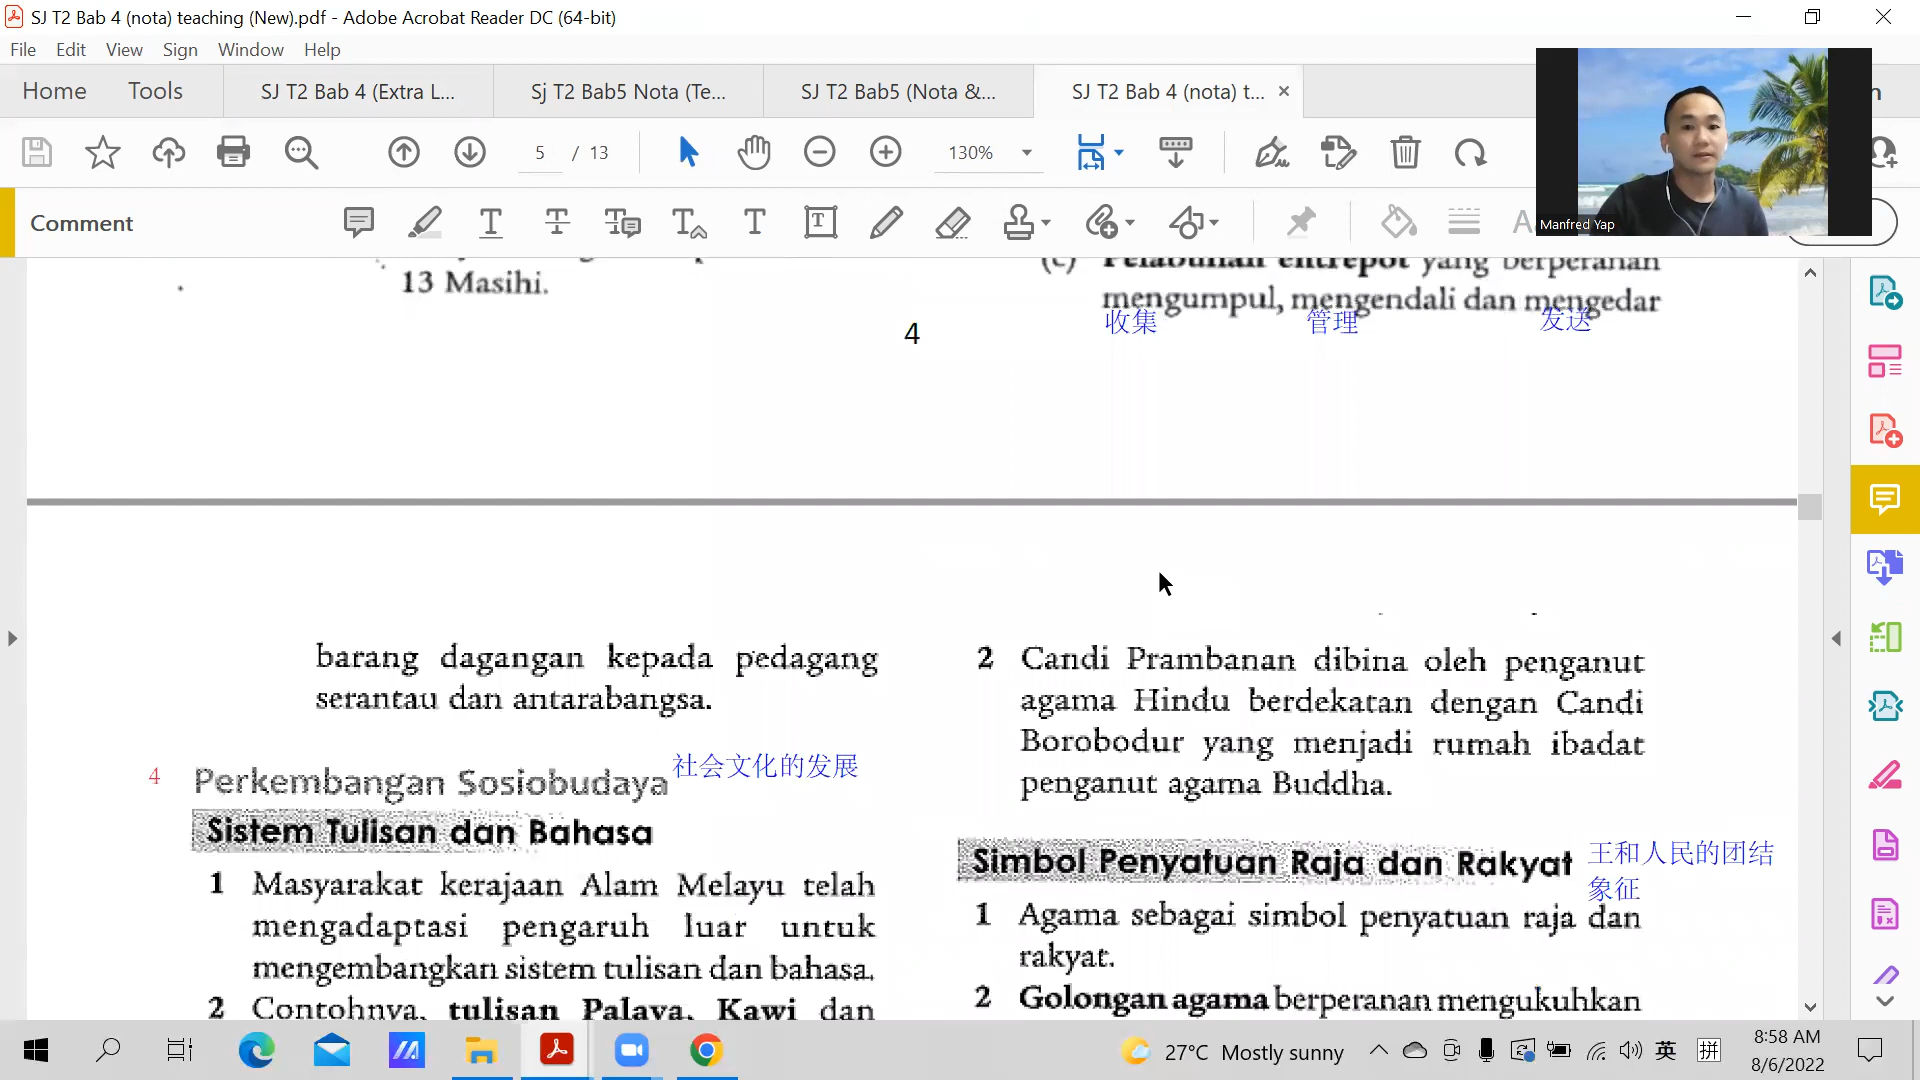 SJ T2 Bab 4 (nota) teaching (New).pdf - Adobe Acrobat Reader DC (64-bit)
File Edit View Sign Window Help
Home Tools SJ T2 Bab 4 (Extra L... Sj T2 Bab5 Nota (Te... SJ T2 Bab5 (Nota &... SJ T2 Bab 4 (nota) t...
5 / 13 130%
Comment
Manfred Yap
13 Masihi.
(c) Pelabuhan entrepot yang berperanan
mengumpul, mengendali dan mengedar
收集 管理 发送
4
barang dagangan kepada pedagang
serantau dan antarabangsa.
4 Perkembangan Sosiobudaya 社会文化的发展
Sistem Tulisan dan Bahasa
1 Masyarakat kerajaan Alam Melayu telah
mengadaptasi pengaruh luar untuk
mengembangkan sistem tulisan dan bahasa.
2 Contohnya, tulisan Palava, Kawi dan
2 Candi Prambanan dibina oleh penganut
agama Hindu berdekatan dengan Candi
Borobodur yang menjadi rumah ibadat
penganut agama Buddha.
Simbol Penyatuan Raja dan Rakyat 王和人民的团结
象征
1 Agama sebagai simbol penyatuan raja dan
rakyat.
2 Golongan agama berperanan mengukuhkan
27°C Mostly sunny
英 拼
8:58 AM
8/6/2022